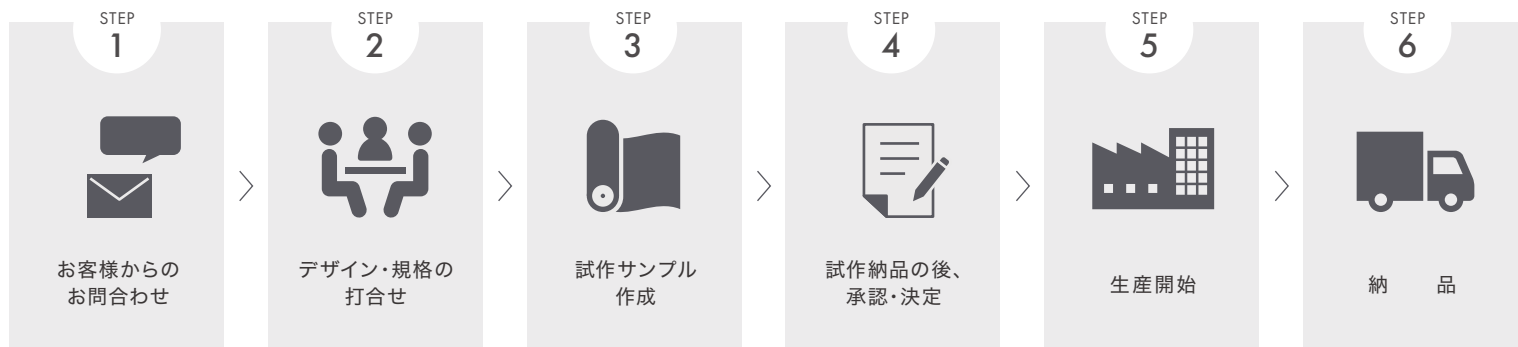 STEP
1
お客様からの
お問合わせ
STEP
2
デザイン・規格の
打合せ
STEP
3
試作サンプル
作成
STEP
4
試作納品の後、
承認・決定
STEP
5
生産開始
STEP
6
納　　品